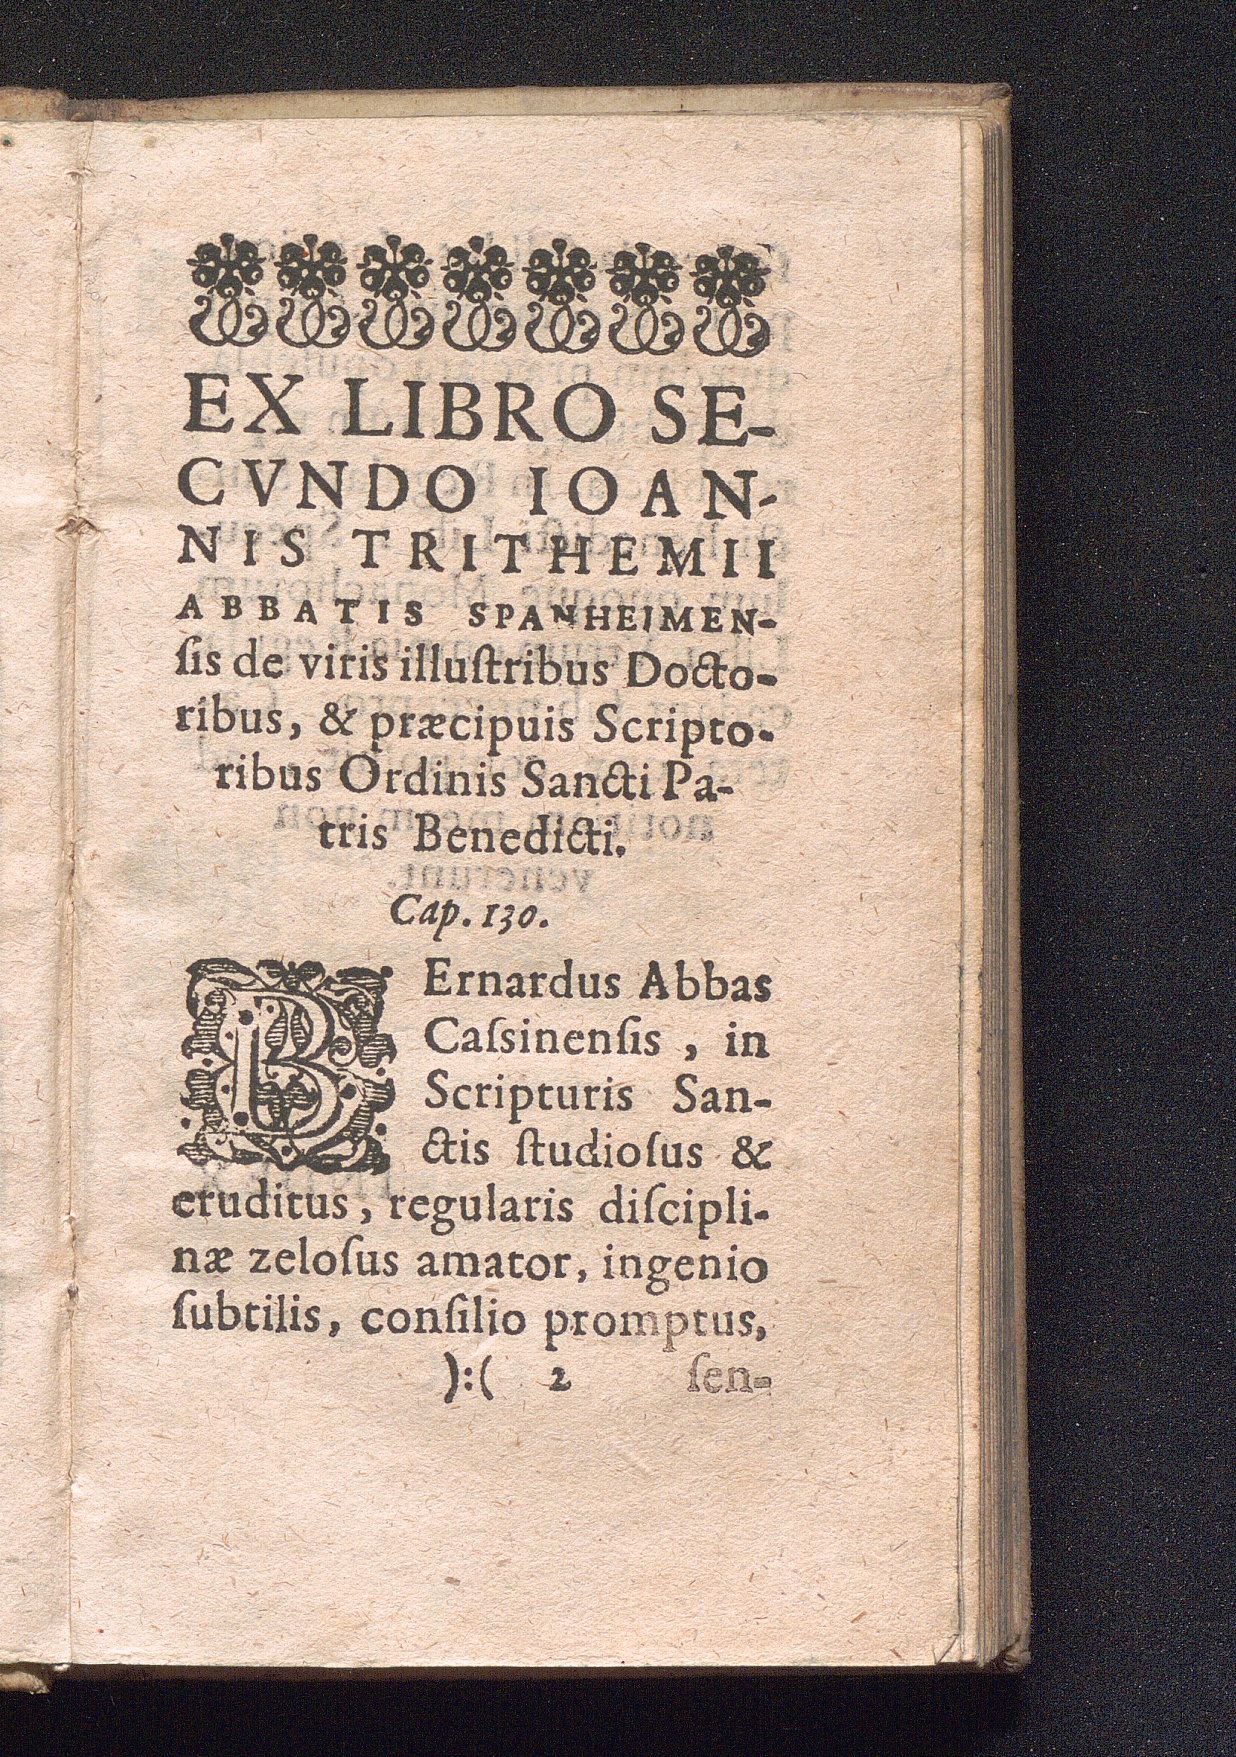 EX LIBRO SE-
CVNDO IOAN-
NIS TRITHEMII
ABBATIS SPANHEIMEN-
ſis de viris illuſtribus Docto-
ribus, & præcipuis Scripto-
ribus Ordinis Sancti Pa-
tris Benedicti.
Cap. 130.
BErnardus Abbas
Caſsinenſis, in
Scripturis San-
ctis ſtudioſus &
eruditus, regularis diſcipli-
næ zeloſus amator, ingenio
ſubtilis, conſilio promptus,
):( 2 ſen-